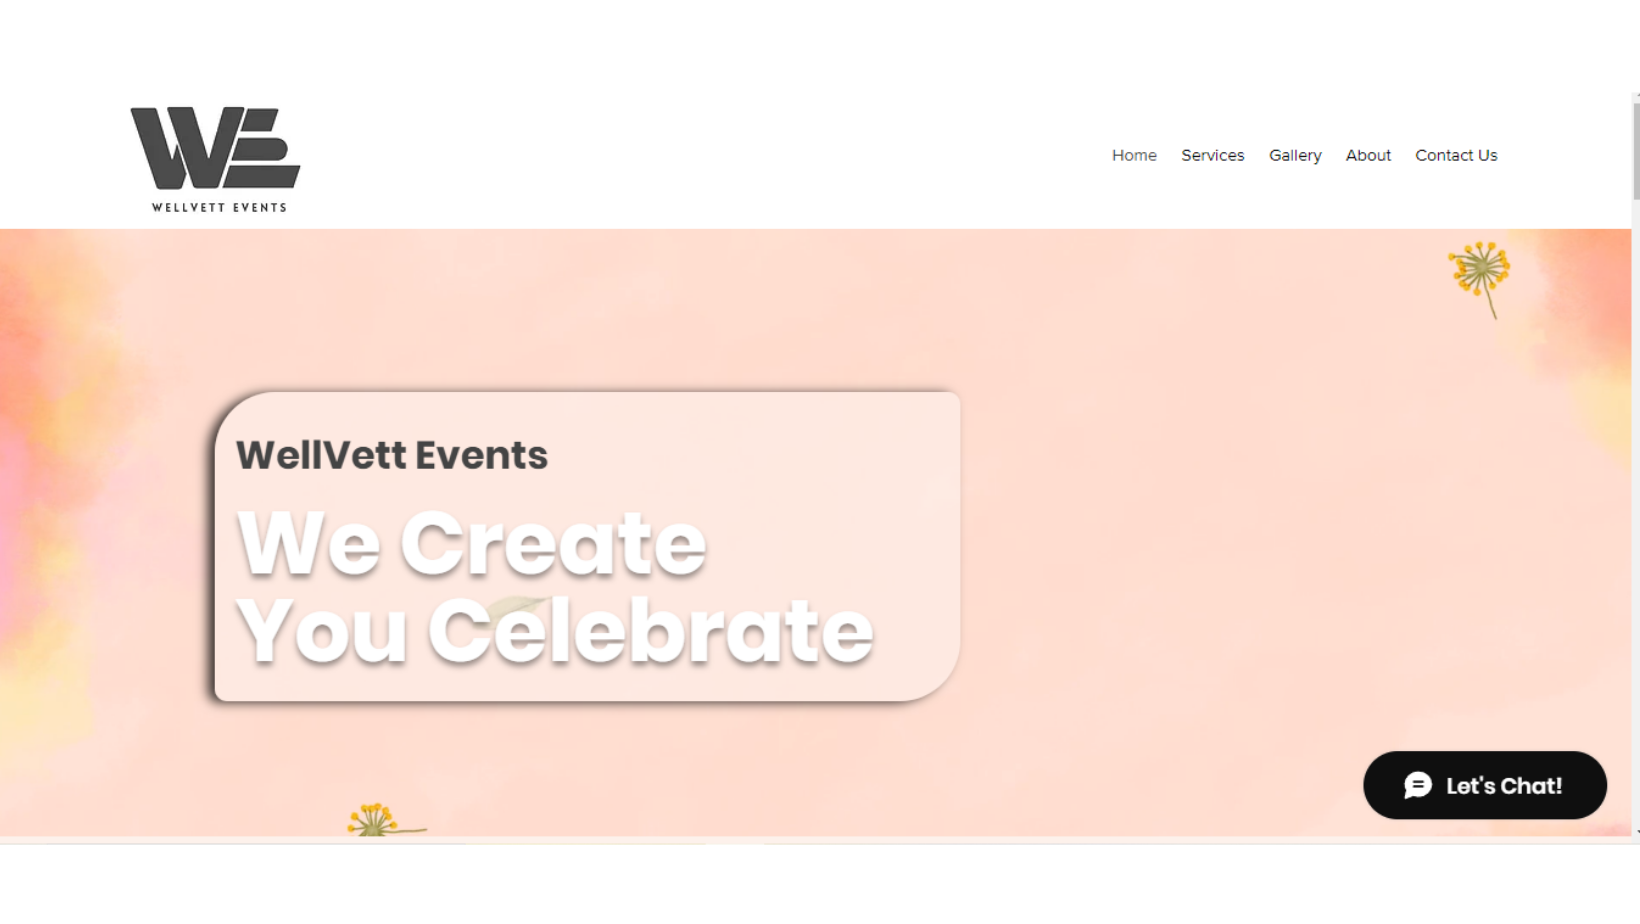 WE
WELLVETT EVENTS
Home Services Gallery About Contact Us
WellVett Events
We Create
You Celebrate
Let's Chat!